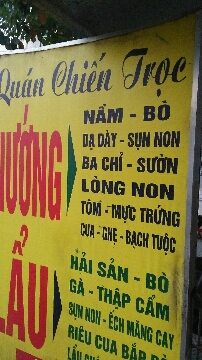 Quán Chiến Trọc
NƯỚNG
NẦM - BÒ
DẠ DÀY - SỤN NON
BA CHỈ - SƯỜN
LÒNG NON
TÔM - MỰC TRỨNG
CUA - GHẸ - BẠCH TUỘC
LẨU
HẢI SẢN - BÒ
GÀ - THẬP CẨM
SỤN NON - ẾCH MĂNG CAY
RIÊU CUA BẮP BÒ